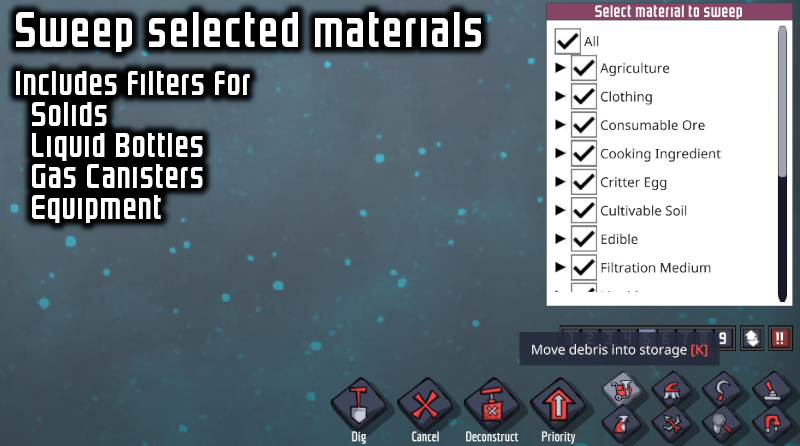 Sweep selected materials
Includes Filters For
Solids
Liquid Bottles
Gas Canisters
Equipment
Select material to sweep
All
Agriculture
Clothing
Consumable Ore
Cooking Ingredient
Critter Egg
Cultivable Soil
Edible
Filtration Medium
9 !!
Move debris into storage [K]
Dig Cancel Deconstruct Priority